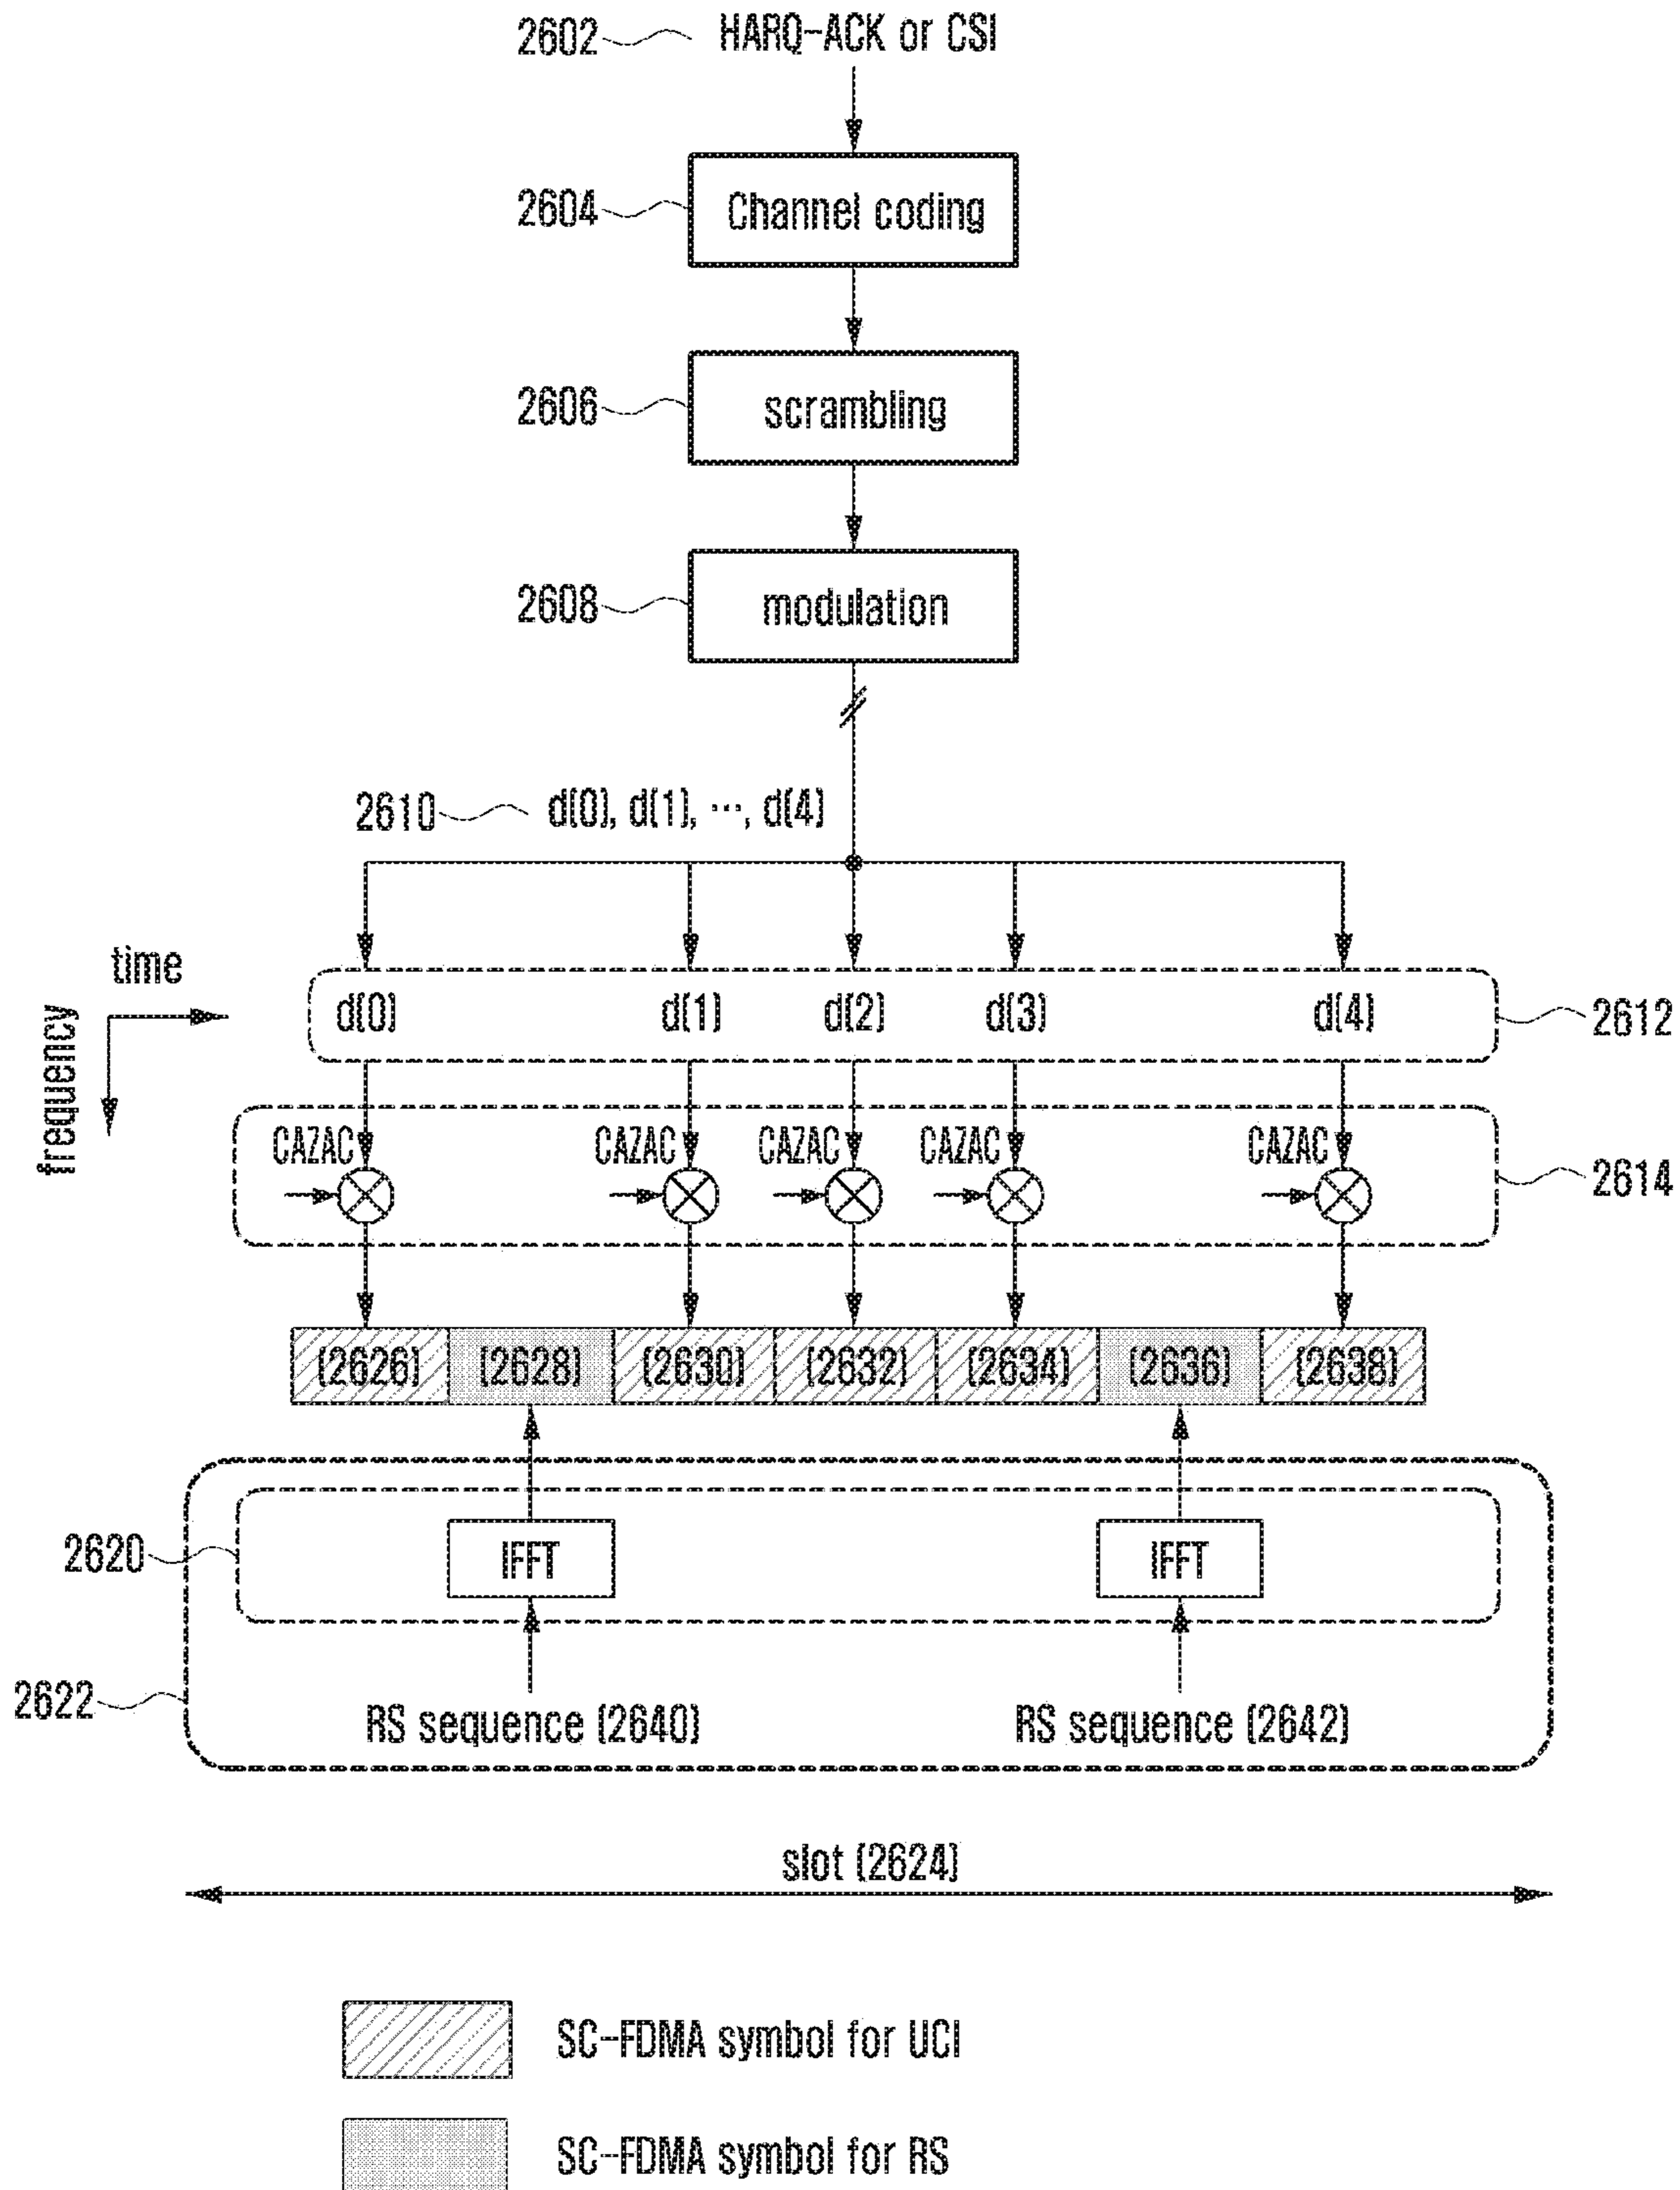 2602 HARQ-ACK or CSI
2604 Channel coding
2606 scrambling
2608 modulation
2610 d(0), d(1), ···, d(4)
time
frequency
d(0) d(1) d(2) d(3) d(4) 2612
CAZAC CAZAC CAZAC CAZAC CAZAC 2614
(2626) (2628) (2630) (2632) (2634) (2636) (2638)
2620 IFFT IFFT
2622
RS sequence (2640) RS sequence (2642)
slot (2624)
SC-FDMA symbol for UCI
SC-FDMA symbol for RS